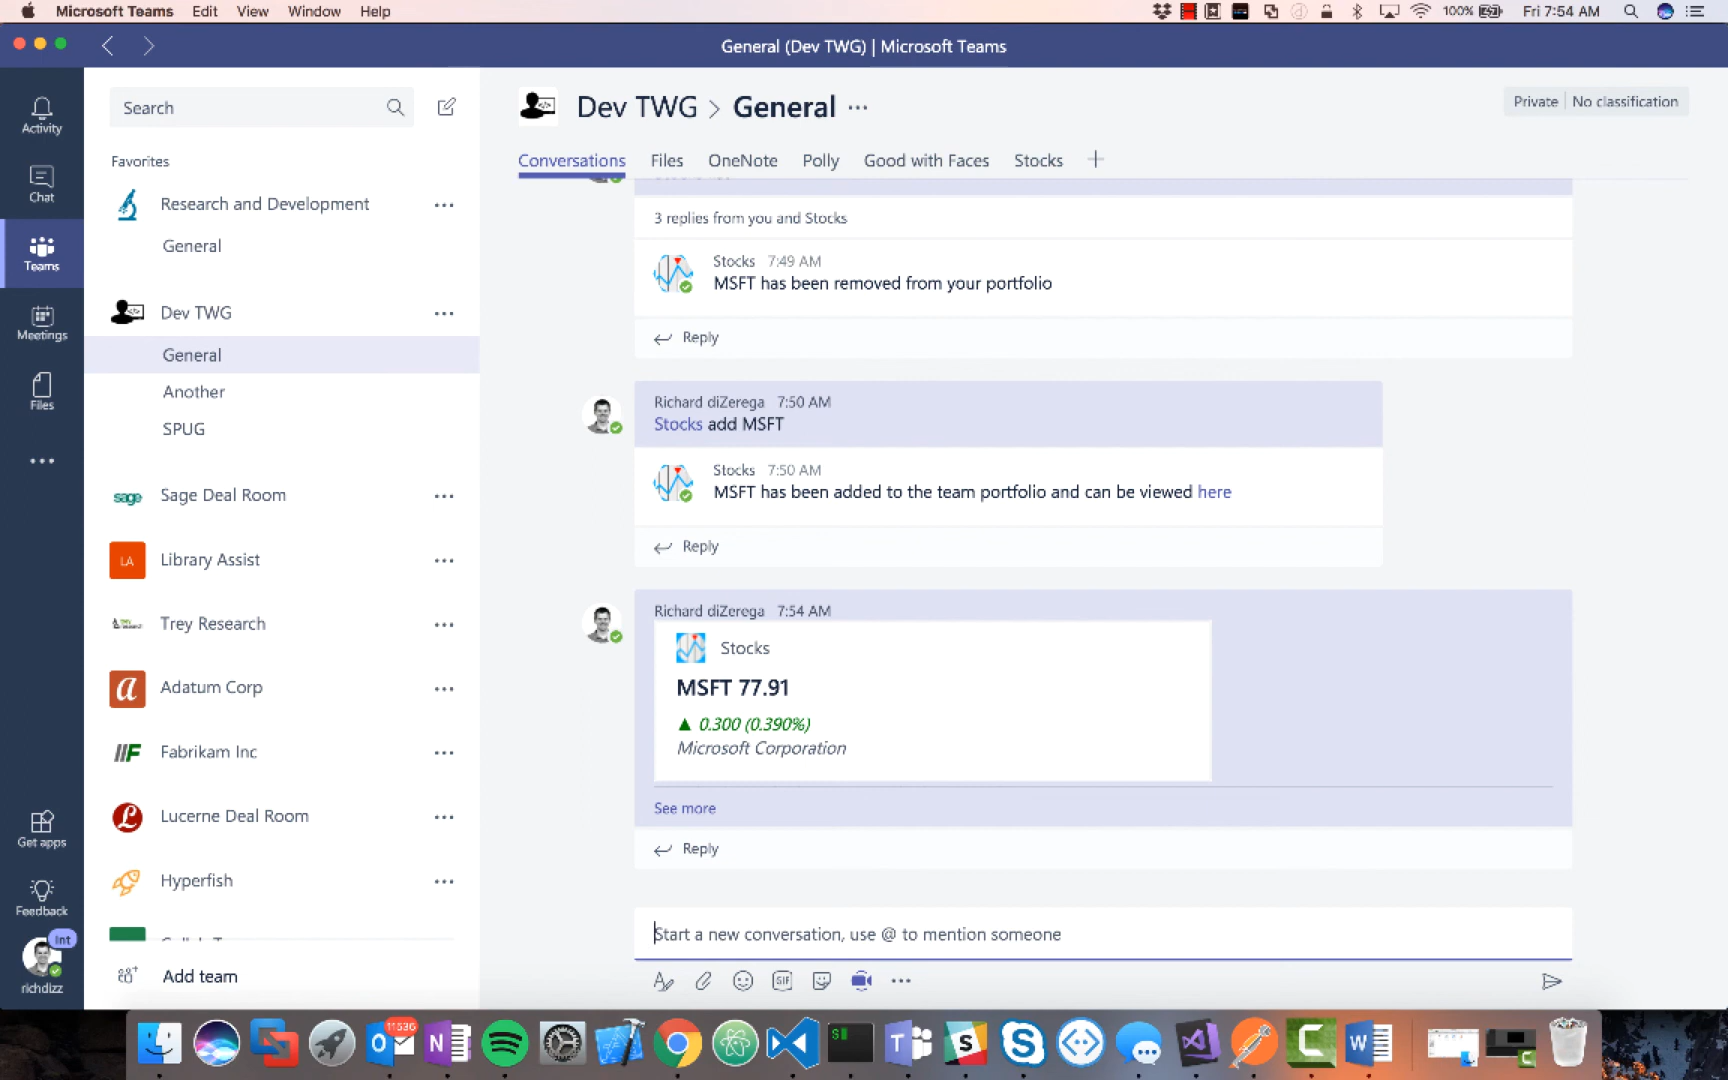 Microsoft Teams Edit View Window Help 100% Fri 7:54 AM
General (Dev TWG) | Microsoft Teams
Activity
Chat
Teams
Meetings
Files
Get apps
Feedback
int
richdizz
Search
Favorites
Research and Development
General
Dev TWG
General
Another
SPUG
sage Sage Deal Room
LA Library Assist
Trey Research
a Adatum Corp
Fabrikam Inc
L Lucerne Deal Room
Hyperfish
Add team
Dev TWG > General
Private | No classification
Conversations Files OneNote Polly Good with Faces Stocks
3 replies from you and Stocks
Stocks 7:49 AM
MSFT has been removed from your portfolio
Reply
Richard diZerega 7:50 AM
Stocks add MSFT
Stocks 7:50 AM
MSFT has been added to the team portfolio and can be viewed here
Reply
Richard diZerega 7:54 AM
Stocks
MSFT 77.91
▲ 0.300 (0.390%)
Microsoft Corporation
See more
Reply
Start a new conversation, use @ to mention someone
GIF
11536